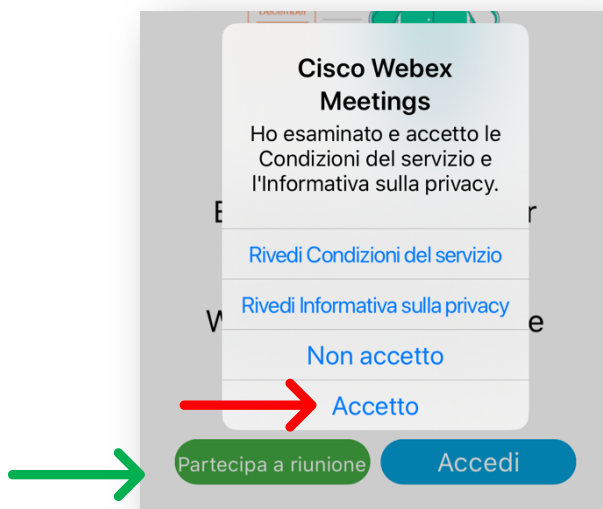 December
Cisco Webex
Meetings
Ho esaminato e accetto le
Condizioni del servizio e
l'Informativa sulla privacy.
E r
Rivedi Condizioni del servizio
Rivedi Informativa sulla privacy
W e
Non accetto
Accetto
Partecipa a riunione Accedi